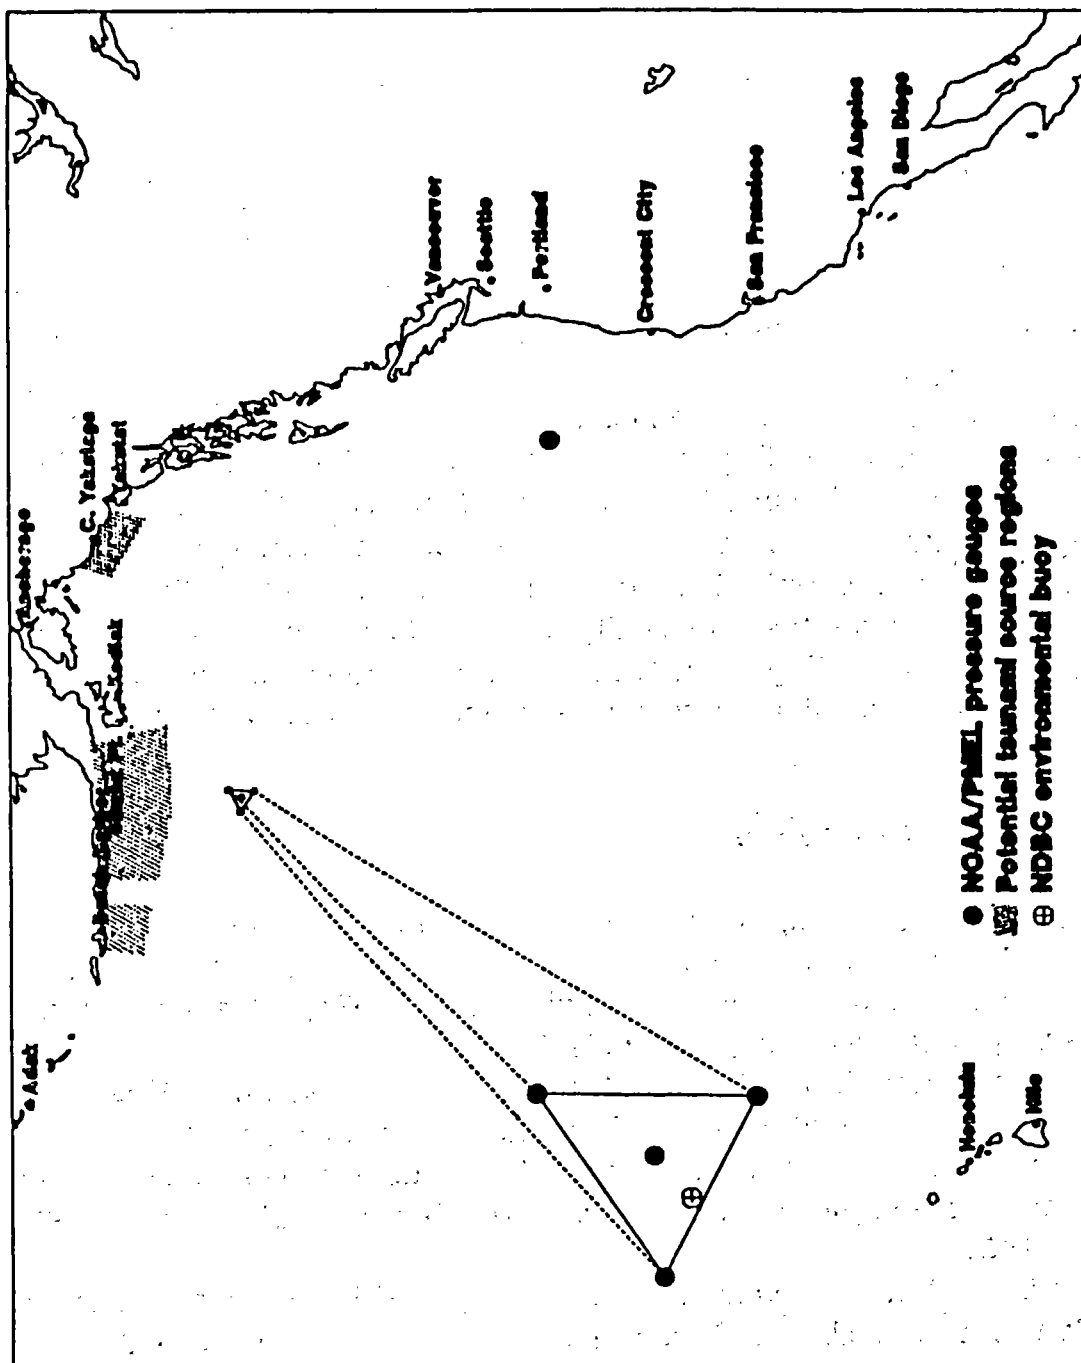 Adak
Anchorage
C. Yakataga
Yakutat
Kodiak
Vancouver
Seattle
Portland
Crescent City
San Francisco
Los Angeles
San Diego
Honolulu
Hilo
NOAA/PMEL pressure gauges
Potential tsunami source regions
NDBC environmental buoy